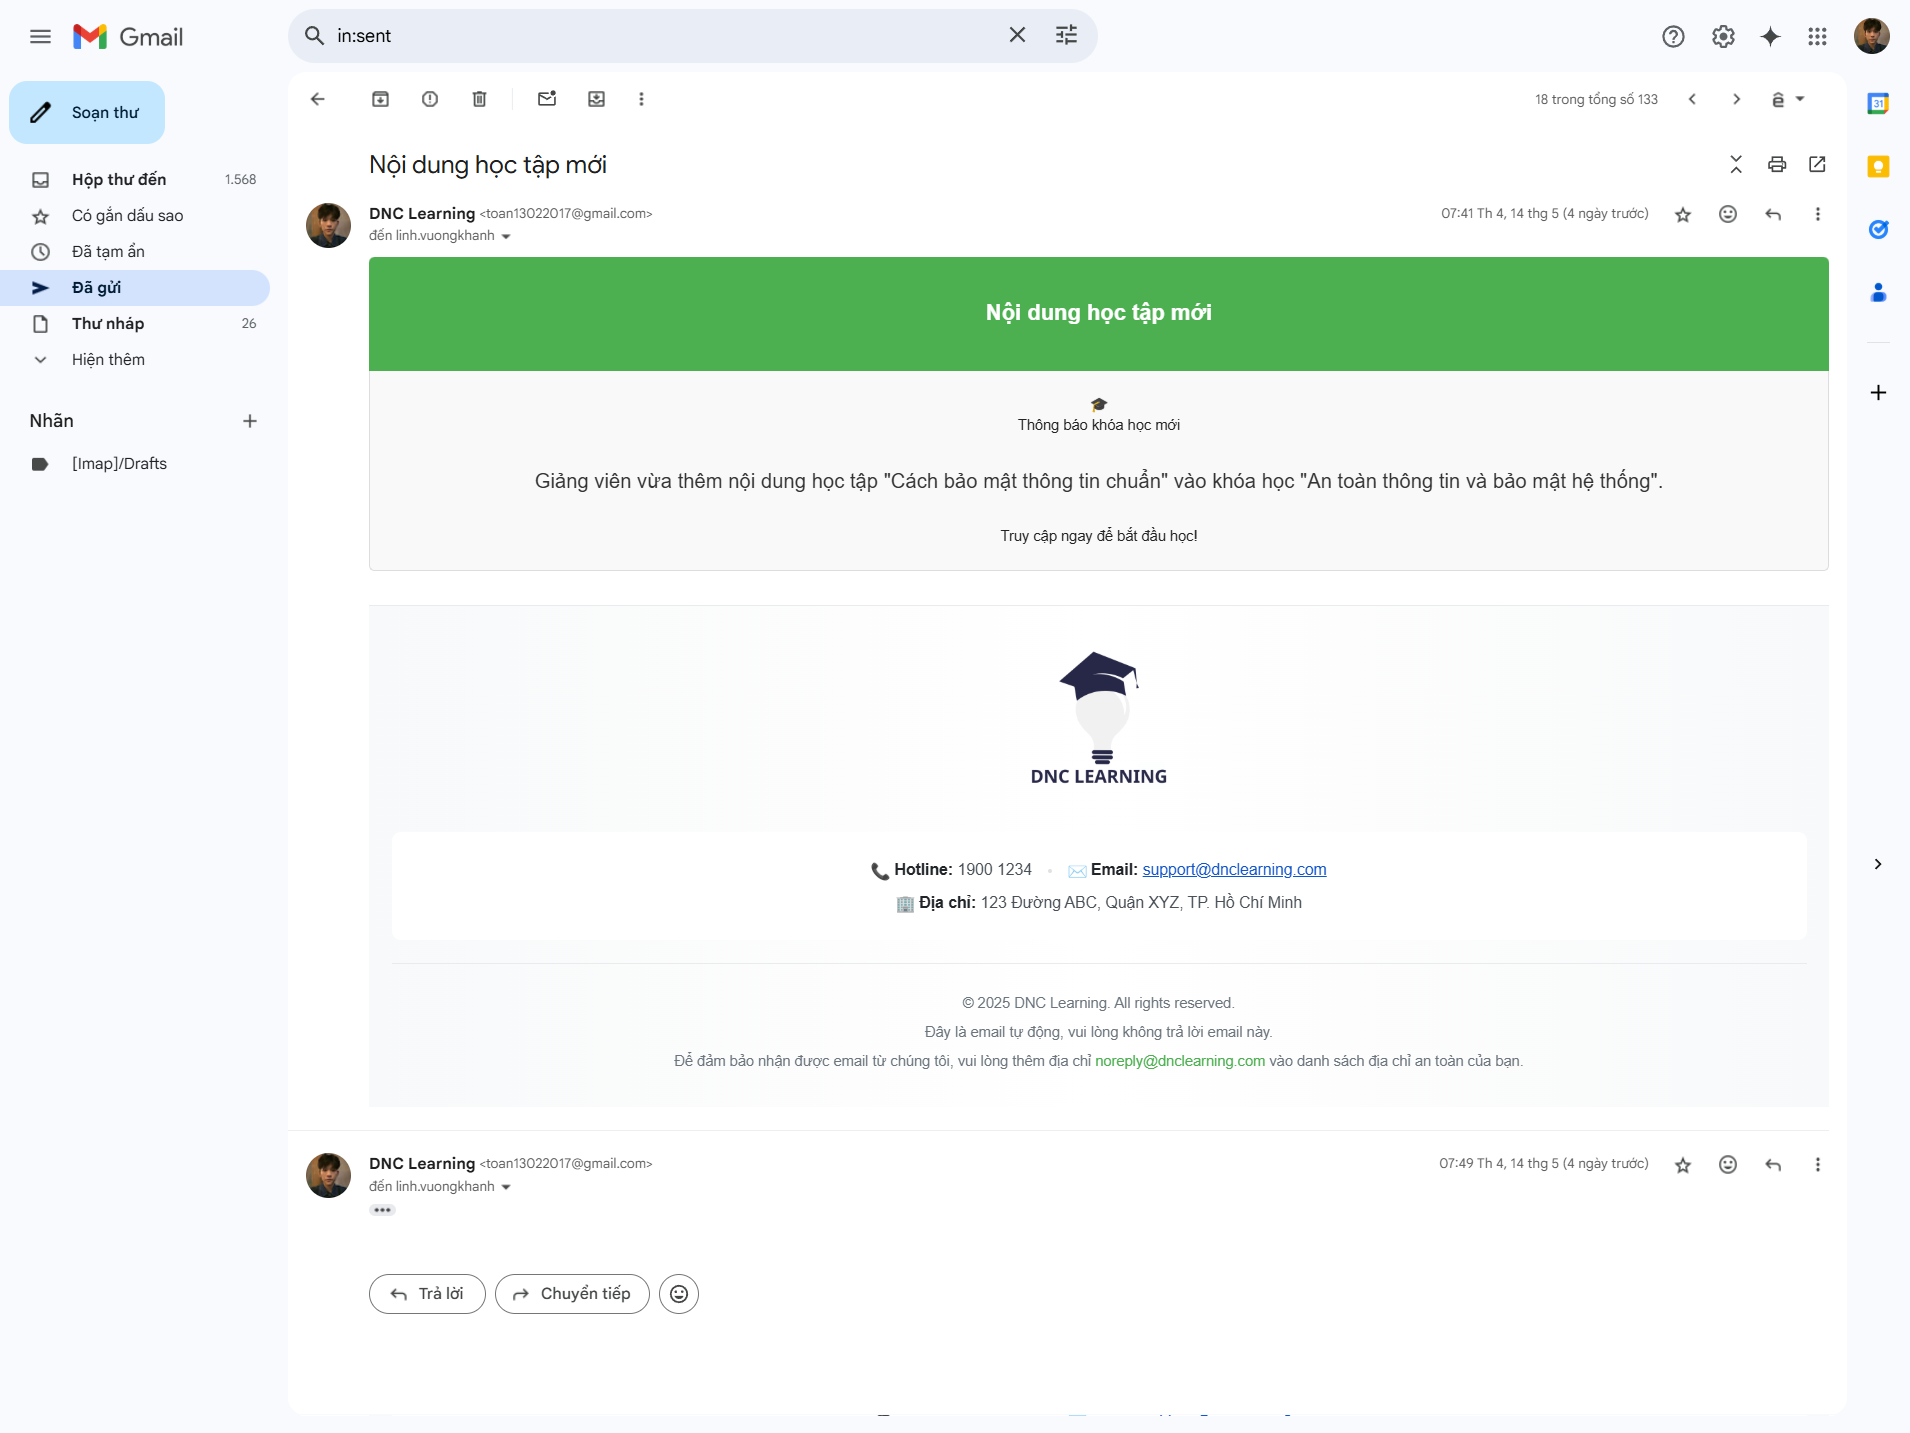 Gmail
in:sent
Soạn thư
18 trong tổng số 133
Hộp thư đến 1.568
Có gắn dấu sao
Đã tạm ẩn
Đã gửi
Thư nháp 26
Hiện thêm
Nhãn
[Imap]/Drafts
Nội dung học tập mới
DNC Learning <toan13022017@gmail.com> 07:41 Th 4, 14 thg 5 (4 ngày trước)
đến linh.vuongkhanh
Nội dung học tập mới
Thông báo khóa học mới
Giảng viên vừa thêm nội dung học tập "Cách bảo mật thông tin chuẩn" vào khóa học "An toàn thông tin và bảo mật hệ thống".
Truy cập ngay để bắt đầu học!
DNC LEARNING
Hotline: 1900 1234 • Email: support@dnclearning.com
Địa chỉ: 123 Đường ABC, Quận XYZ, TP. Hồ Chí Minh
© 2025 DNC Learning. All rights reserved.
Đây là email tự động, vui lòng không trả lời email này.
Để đảm bảo nhận được email từ chúng tôi, vui lòng thêm địa chỉ noreply@dnclearning.com vào danh sách địa chỉ an toàn của bạn.
DNC Learning <toan13022017@gmail.com> 07:49 Th 4, 14 thg 5 (4 ngày trước)
đến linh.vuongkhanh
Trả lời
Chuyển tiếp
31